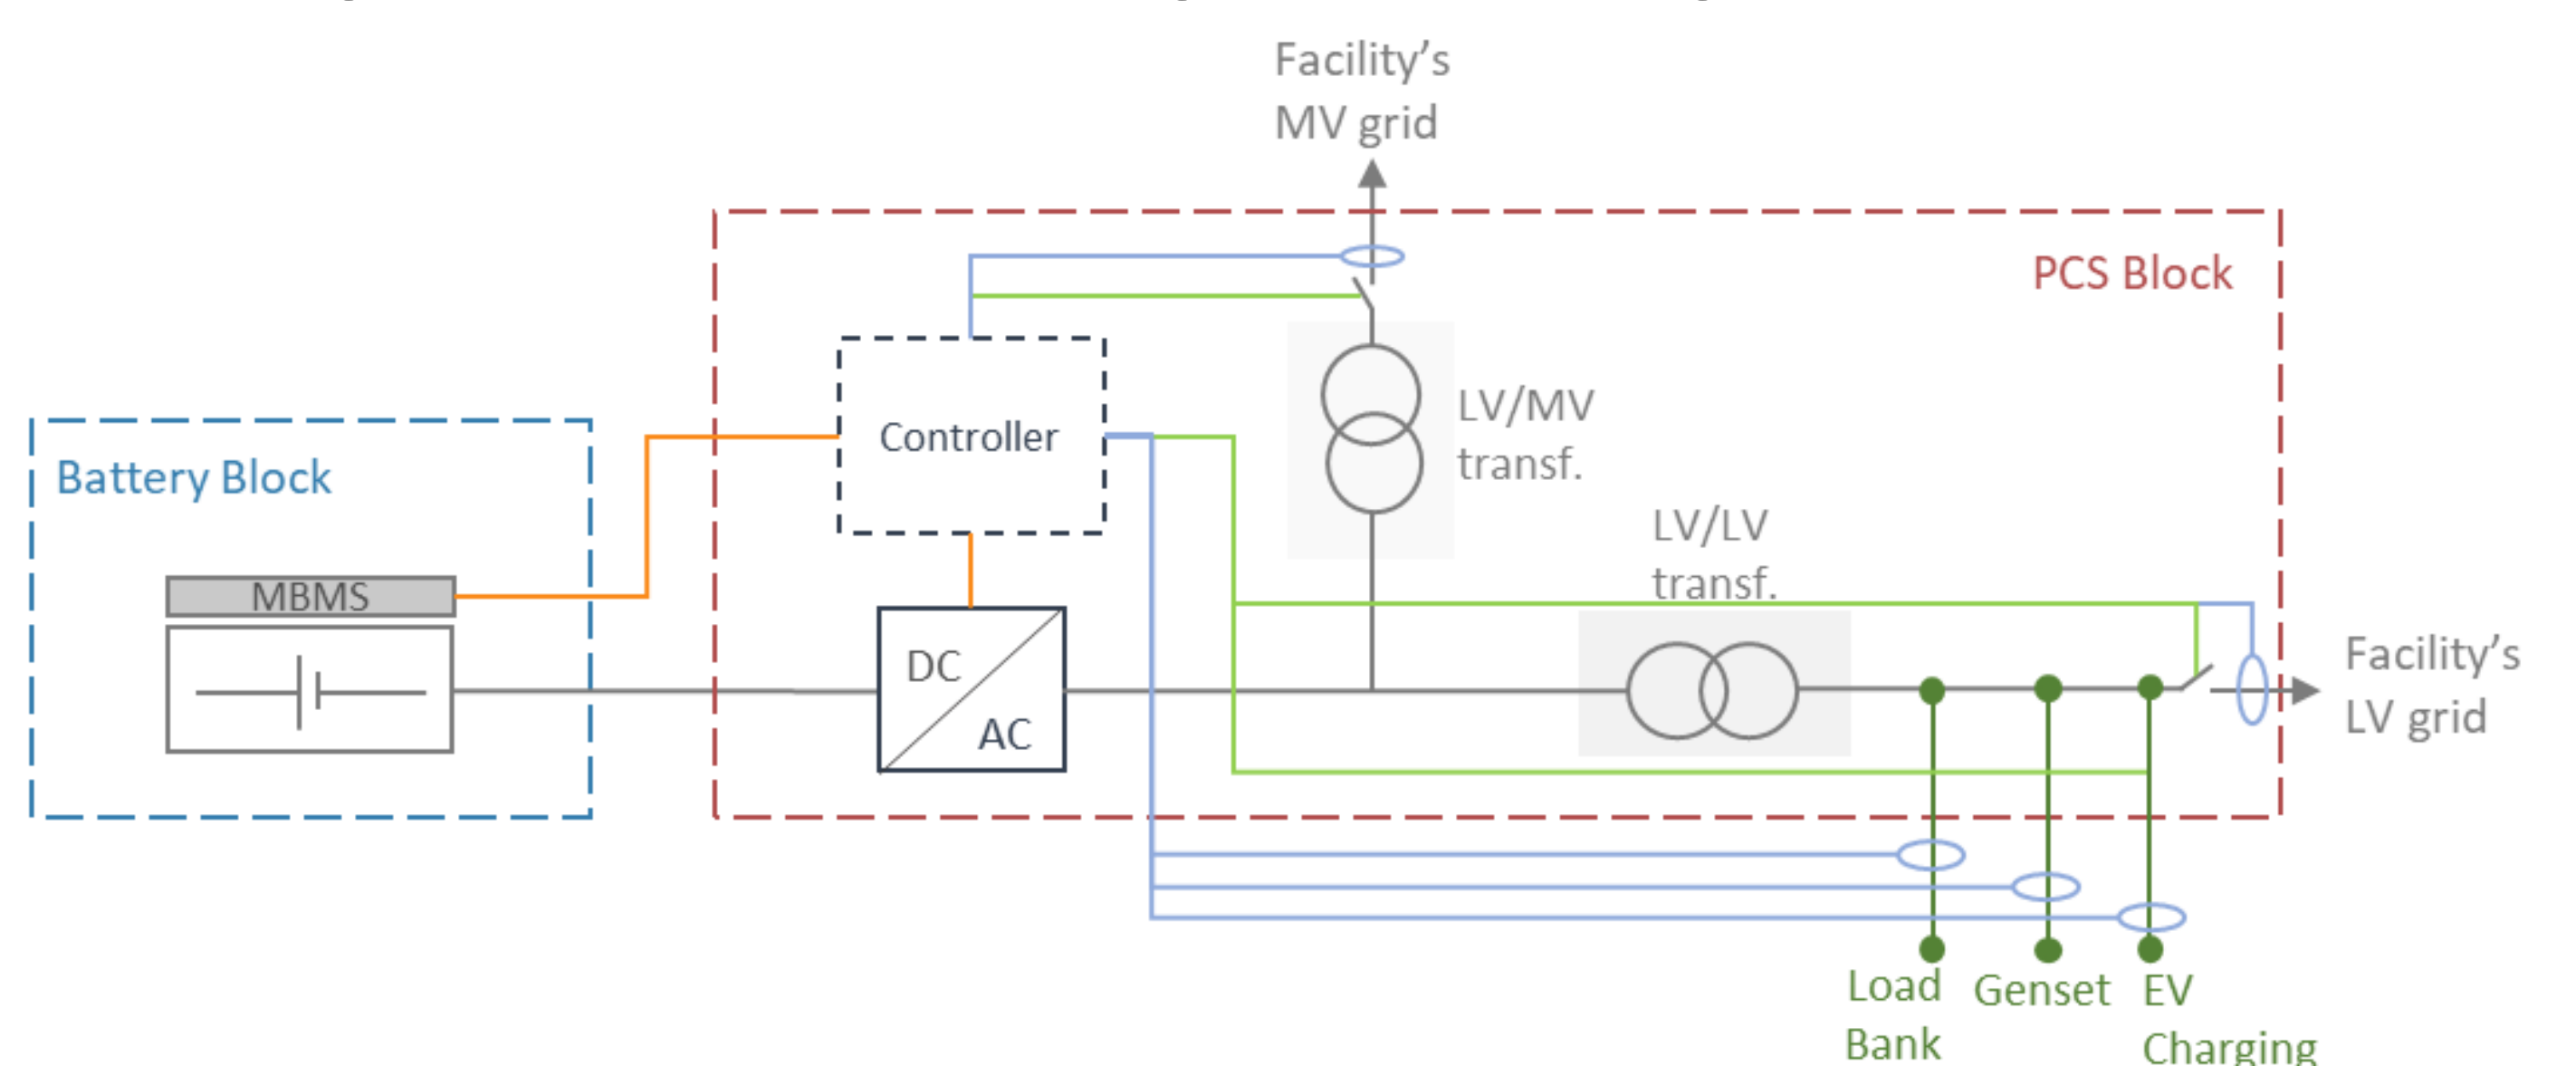 Facility's
MV grid
PCS Block
LV/MV
transf.
Controller
Battery Block
LV/LV
transf.
MBMS
DC
AC
Facility's
LV grid
Load
Bank
Genset
EV
Charging